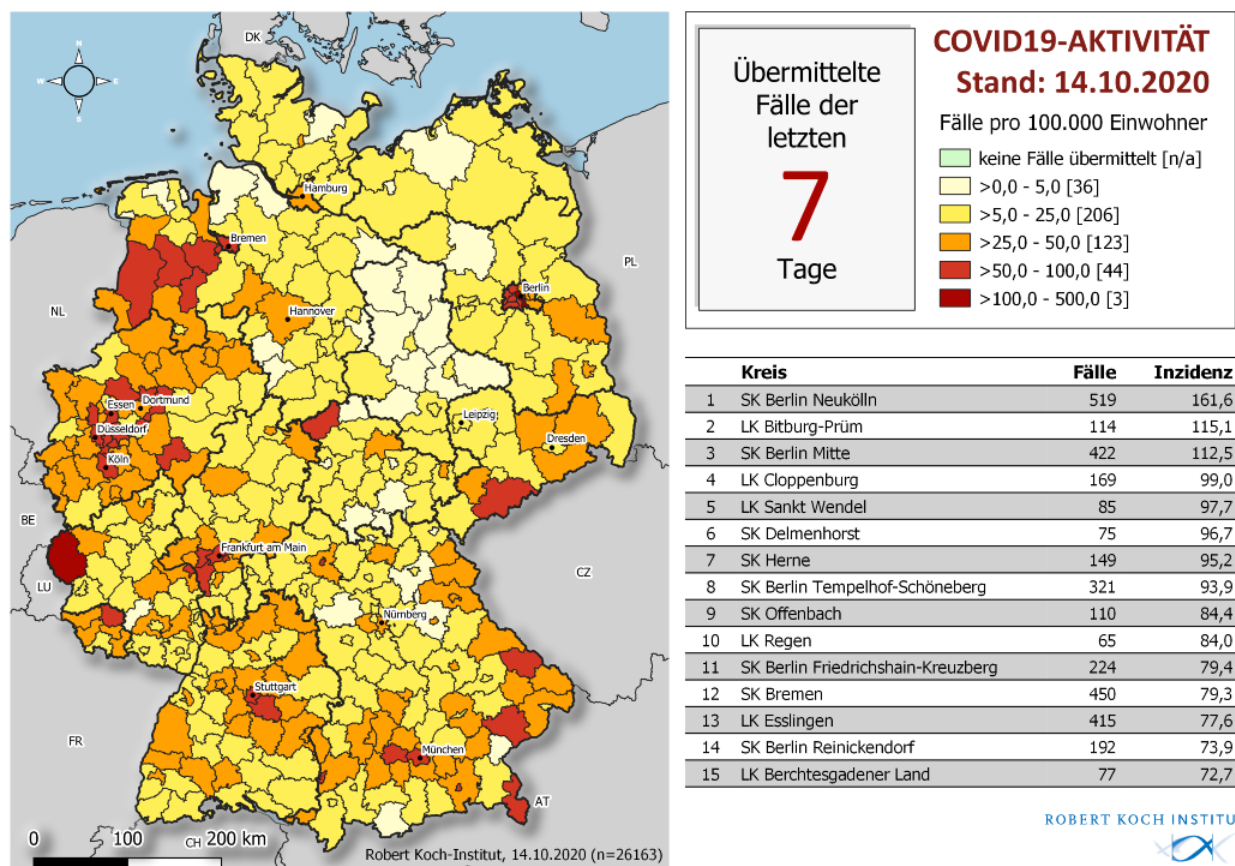 DK
N
W E
S
Hamburg
Bremen
PL
Berlin
NL
Hannover
Essen
Dortmund
Düsseldorf
Leipzig
Dresden
Köln
BE
Frankfurt am Main
LU
CZ
Nürnberg
Stuttgart
FR
München
AT
CH
0 100 200 km
Robert Koch-Institut, 14.10.2020 (n=26163)
Übermittelte
Fälle der
letzten
7
Tage
COVID19-AKTIVITÄT
Stand: 14.10.2020
Fälle pro 100.000 Einwohner
keine Fälle übermittelt [n/a]
>0,0 - 5,0 [36]
>5,0 - 25,0 [206]
>25,0 - 50,0 [123]
>50,0 - 100,0 [44]
>100,0 - 500,0 [3]
Kreis Fälle Inzidenz
1 SK Berlin Neukölln 519 161,6
2 LK Bitburg-Prüm 114 115,1
3 SK Berlin Mitte 422 112,5
4 LK Cloppenburg 169 99,0
5 LK Sankt Wendel 85 97,7
6 SK Delmenhorst 75 96,7
7 SK Herne 149 95,2
8 SK Berlin Tempelhof-Schöneberg 321 93,9
9 SK Offenbach 110 84,4
10 LK Regen 65 84,0
11 SK Berlin Friedrichshain-Kreuzberg 224 79,4
12 SK Bremen 450 79,3
13 LK Esslingen 415 77,6
14 SK Berlin Reinickendorf 192 73,9
15 LK Berchtesgadener Land 77 72,7
ROBERT KOCH INSTITU